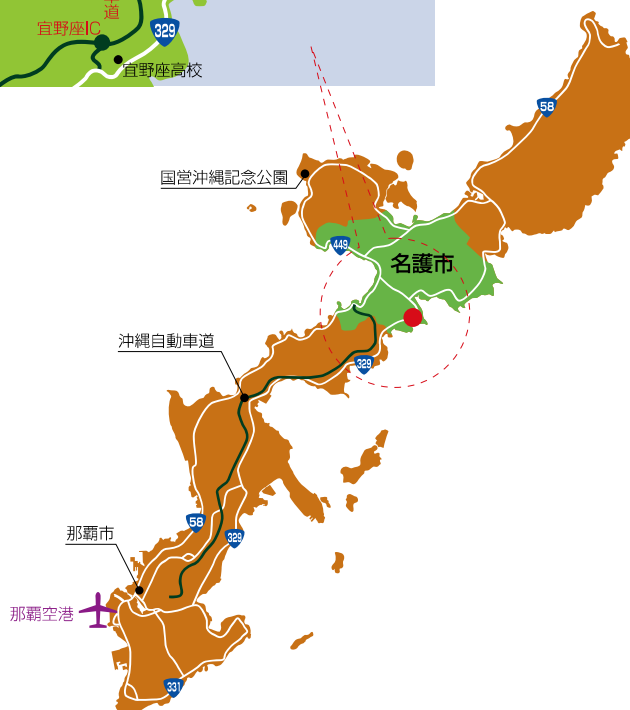 車道
宜野座IC
329
宜野座高校
58
国営沖縄記念公園
449
名護市
沖縄自動車道
329
58
那覇市
329
那覇空港
331